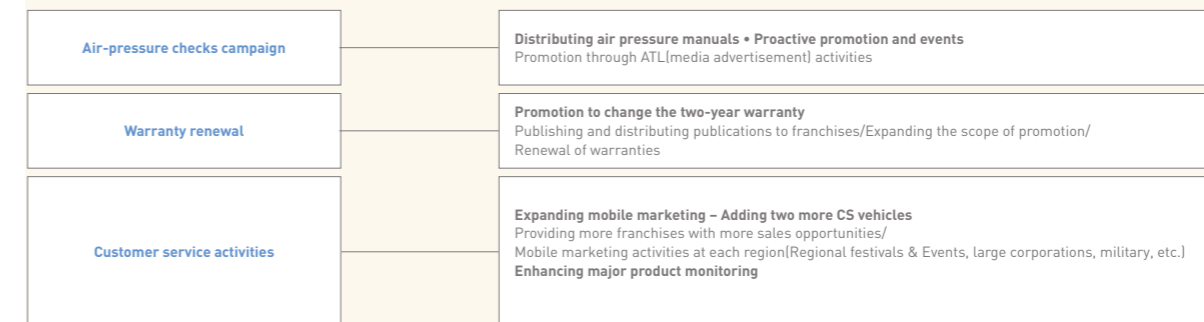 Air-pressure checks campaign
Distributing air pressure manuals • Proactive promotion and events
Promotion through ATL(media advertisement) activities
Warranty renewal
Promotion to change the two-year warranty
Publishing and distributing publications to franchises/Expanding the scope of promotion/
Renewal of warranties
Customer service activities
Expanding mobile marketing – Adding two more CS vehicles
Providing more franchises with more sales opportunities/
Mobile marketing activities at each region(Regional festivals & Events, large corporations, military, etc.)
Enhancing major product monitoring